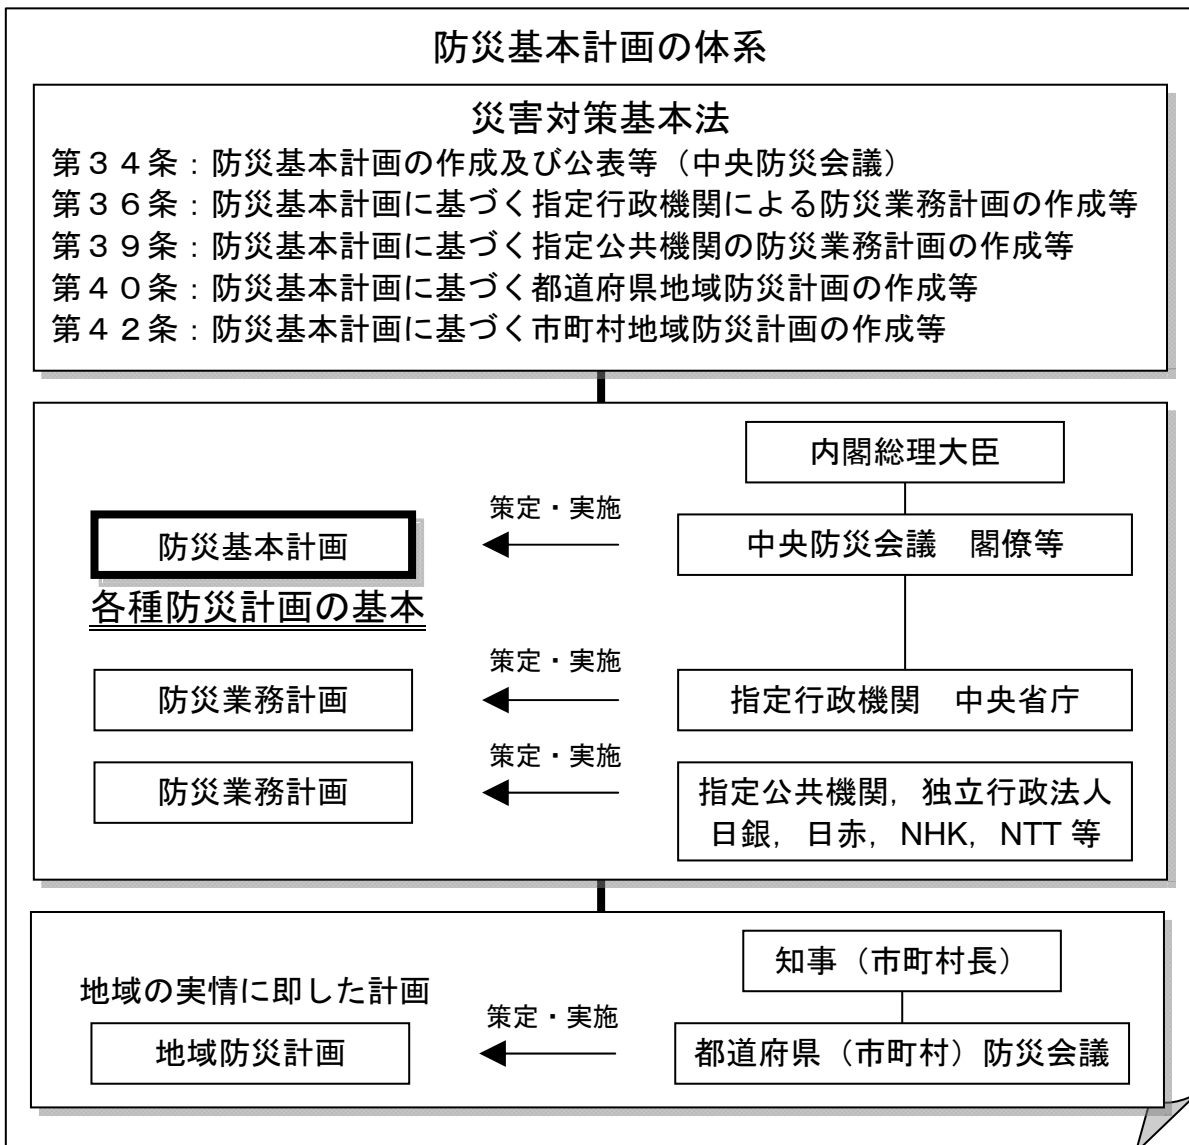 防災基本計画の体系
災害対策基本法
第３４条：防災基本計画の作成及び公表等（中央防災会議）
第３６条：防災基本計画に基づく指定行政機関による防災業務計画の作成等
第３９条：防災基本計画に基づく指定公共機関の防災業務計画の作成等
第４０条：防災基本計画に基づく都道府県地域防災計画の作成等
第４２条：防災基本計画に基づく市町村地域防災計画の作成等
内閣総理大臣
策定・実施
防災基本計画
中央防災会議　閣僚等
各種防災計画の基本
策定・実施
防災業務計画
指定行政機関　中央省庁
策定・実施
防災業務計画
指定公共機関，独立行政法人
日銀，日赤，NHK，NTT 等
知事（市町村長）
地域の実情に即した計画
策定・実施
地域防災計画
都道府県（市町村）防災会議